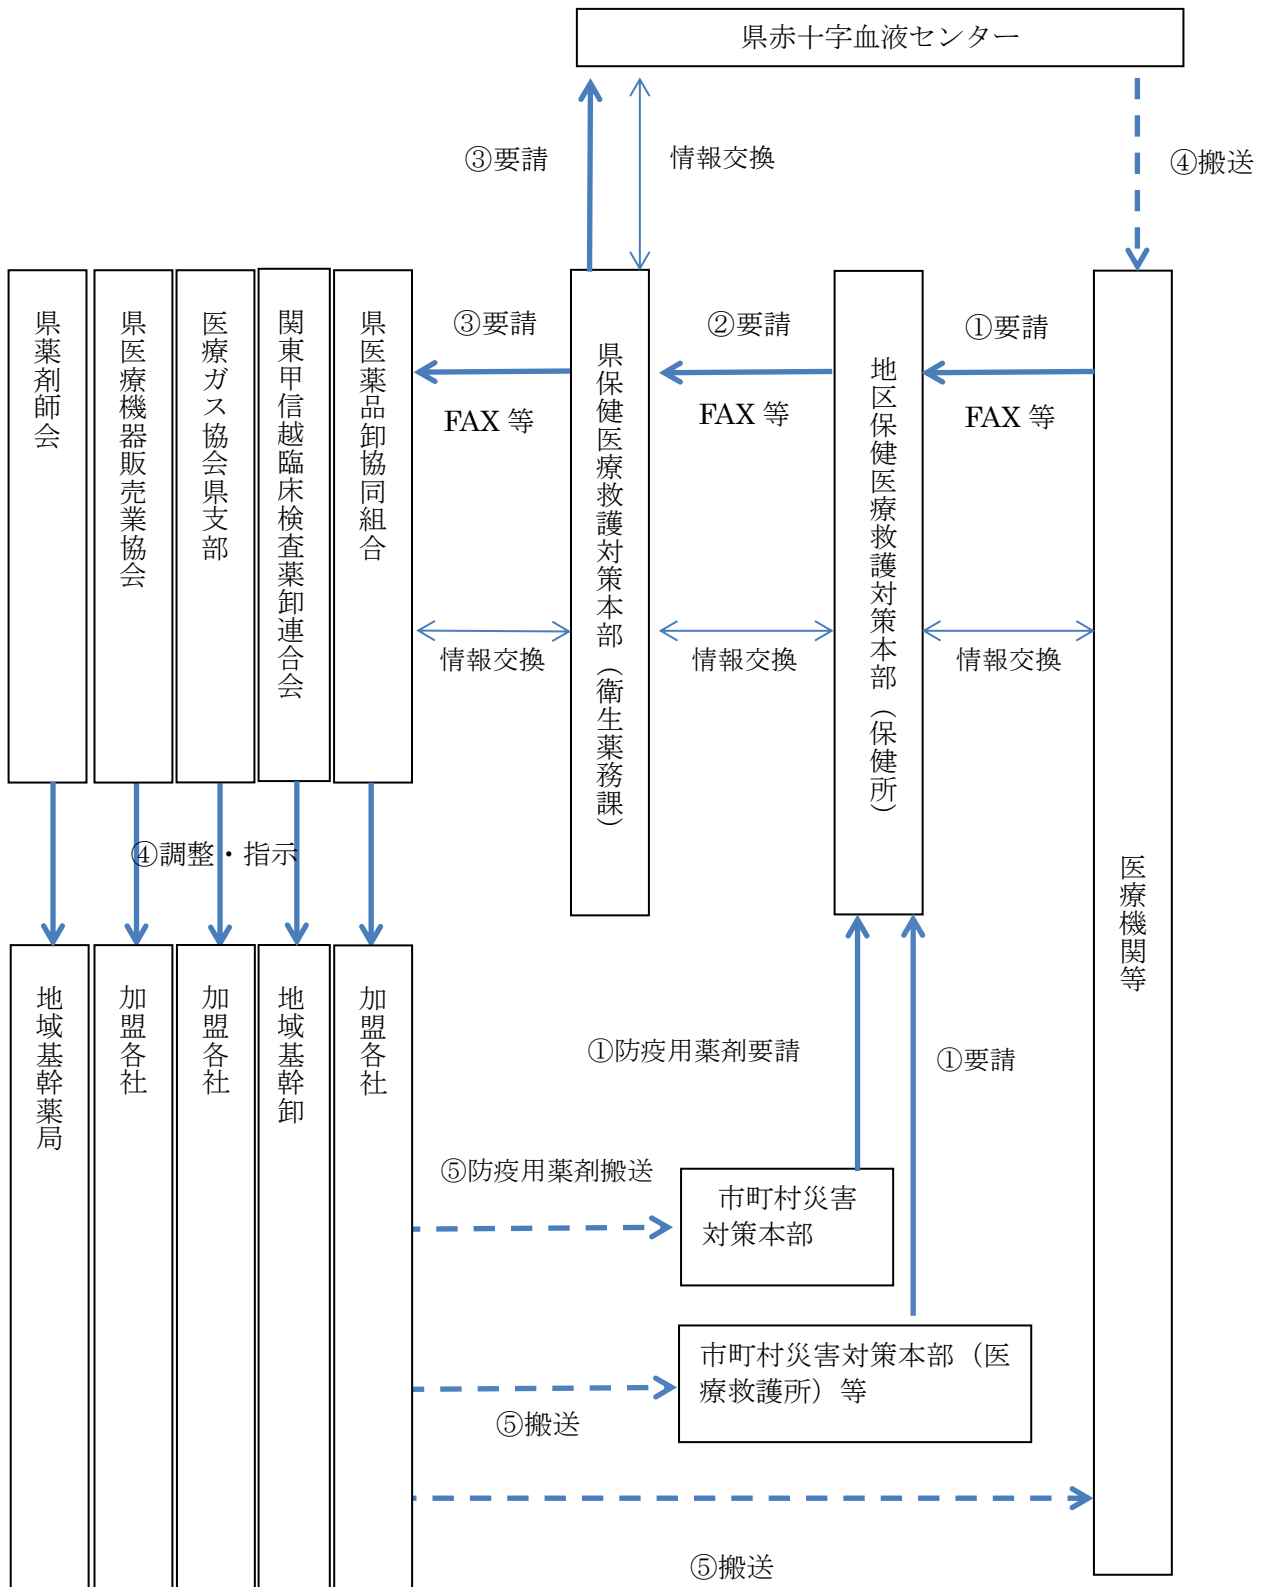 県赤十字血液センター
③要請
情報交換
④搬送
県薬剤師会
県医療機器販売業協会
医療ガス協会県支部
関東甲信越臨床検査薬卸連合会
県医薬品卸協同組合
③要請
FAX 等
情報交換
県保健医療救護対策本部（衛生薬務課）
②要請
FAX 等
情報交換
地区保健医療救護対策本部（保健所）
①要請
FAX 等
情報交換
医療機関等
④調整・指示
地域基幹薬局
加盟各社
加盟各社
地域基幹卸
加盟各社
①防疫用薬剤要請
①要請
⑤防疫用薬剤搬送
市町村災害
対策本部
市町村災害対策本部（医
療救護所）等
⑤搬送
⑤搬送